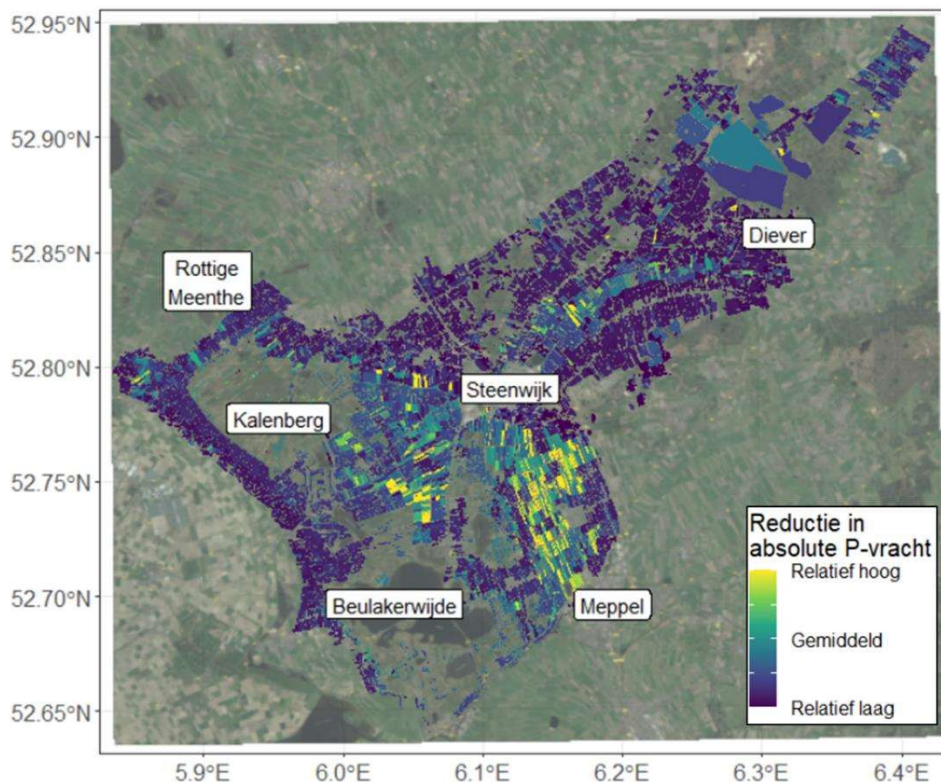 52.95°N
52.90°N
52.85°N
52.80°N
52.75°N
52.70°N
52.65°N
Diever
Rottige
Meenthe
Steenwijk
Kalenberg
Beulakerwijde
Meppel
Reductie in
absolute P-vracht
Relatief hoog
Gemiddeld
Relatief laag
5.9°E
6.0°E
6.1°E
6.2°E
6.3°E
6.4°E